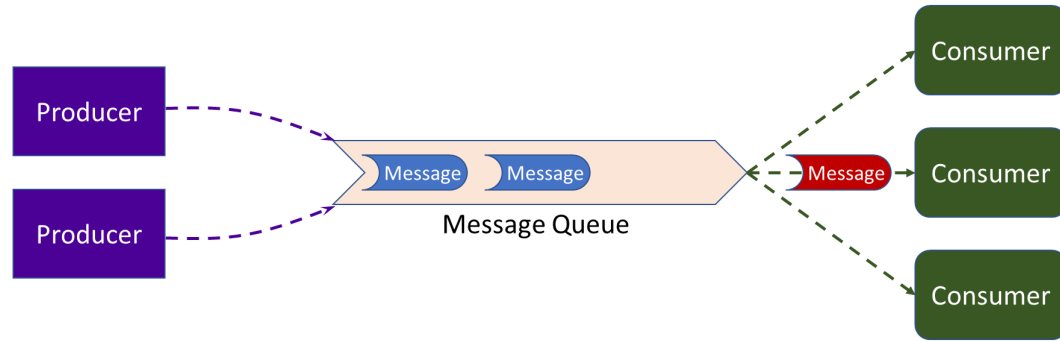 Producer
Producer
Message
Message
Message Queue
Message
Consumer
Consumer
Consumer